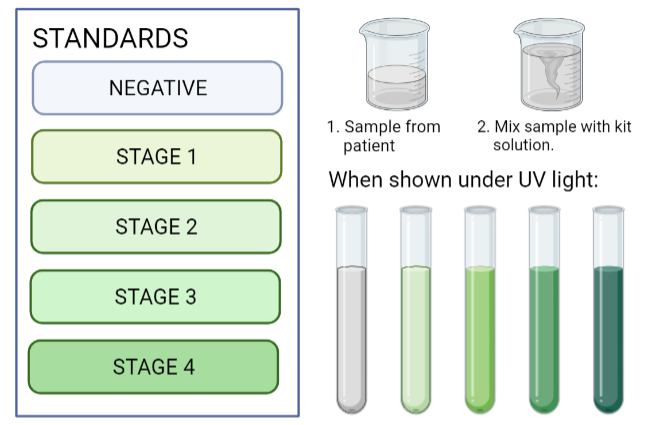 STANDARDS
NEGATIVE
STAGE 1
STAGE 2
STAGE 3
STAGE 4
1. Sample from
patient
2. Mix sample with kit
solution.
When shown under UV light: